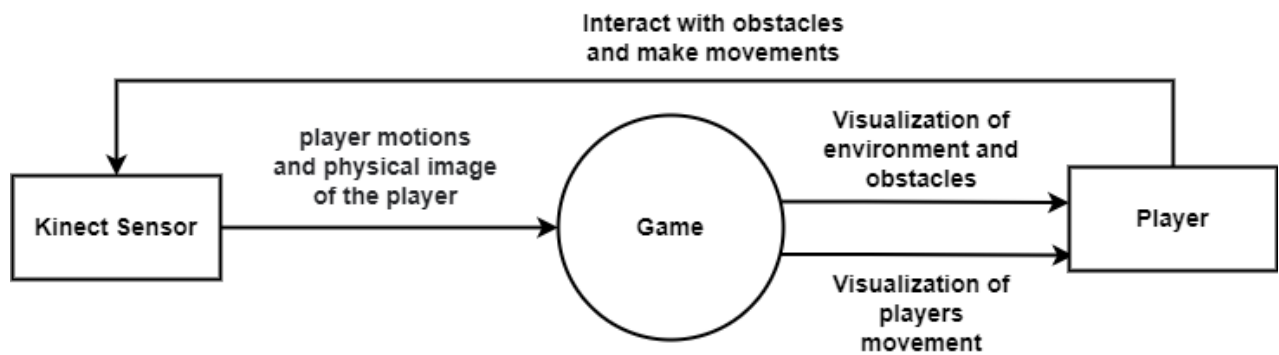 Interact with obstacles
and make movements
player motions
and physical image
of the player
Visualization of
environment and
obstacles
Kinect Sensor
Game
Player
Visualization of
players
movement